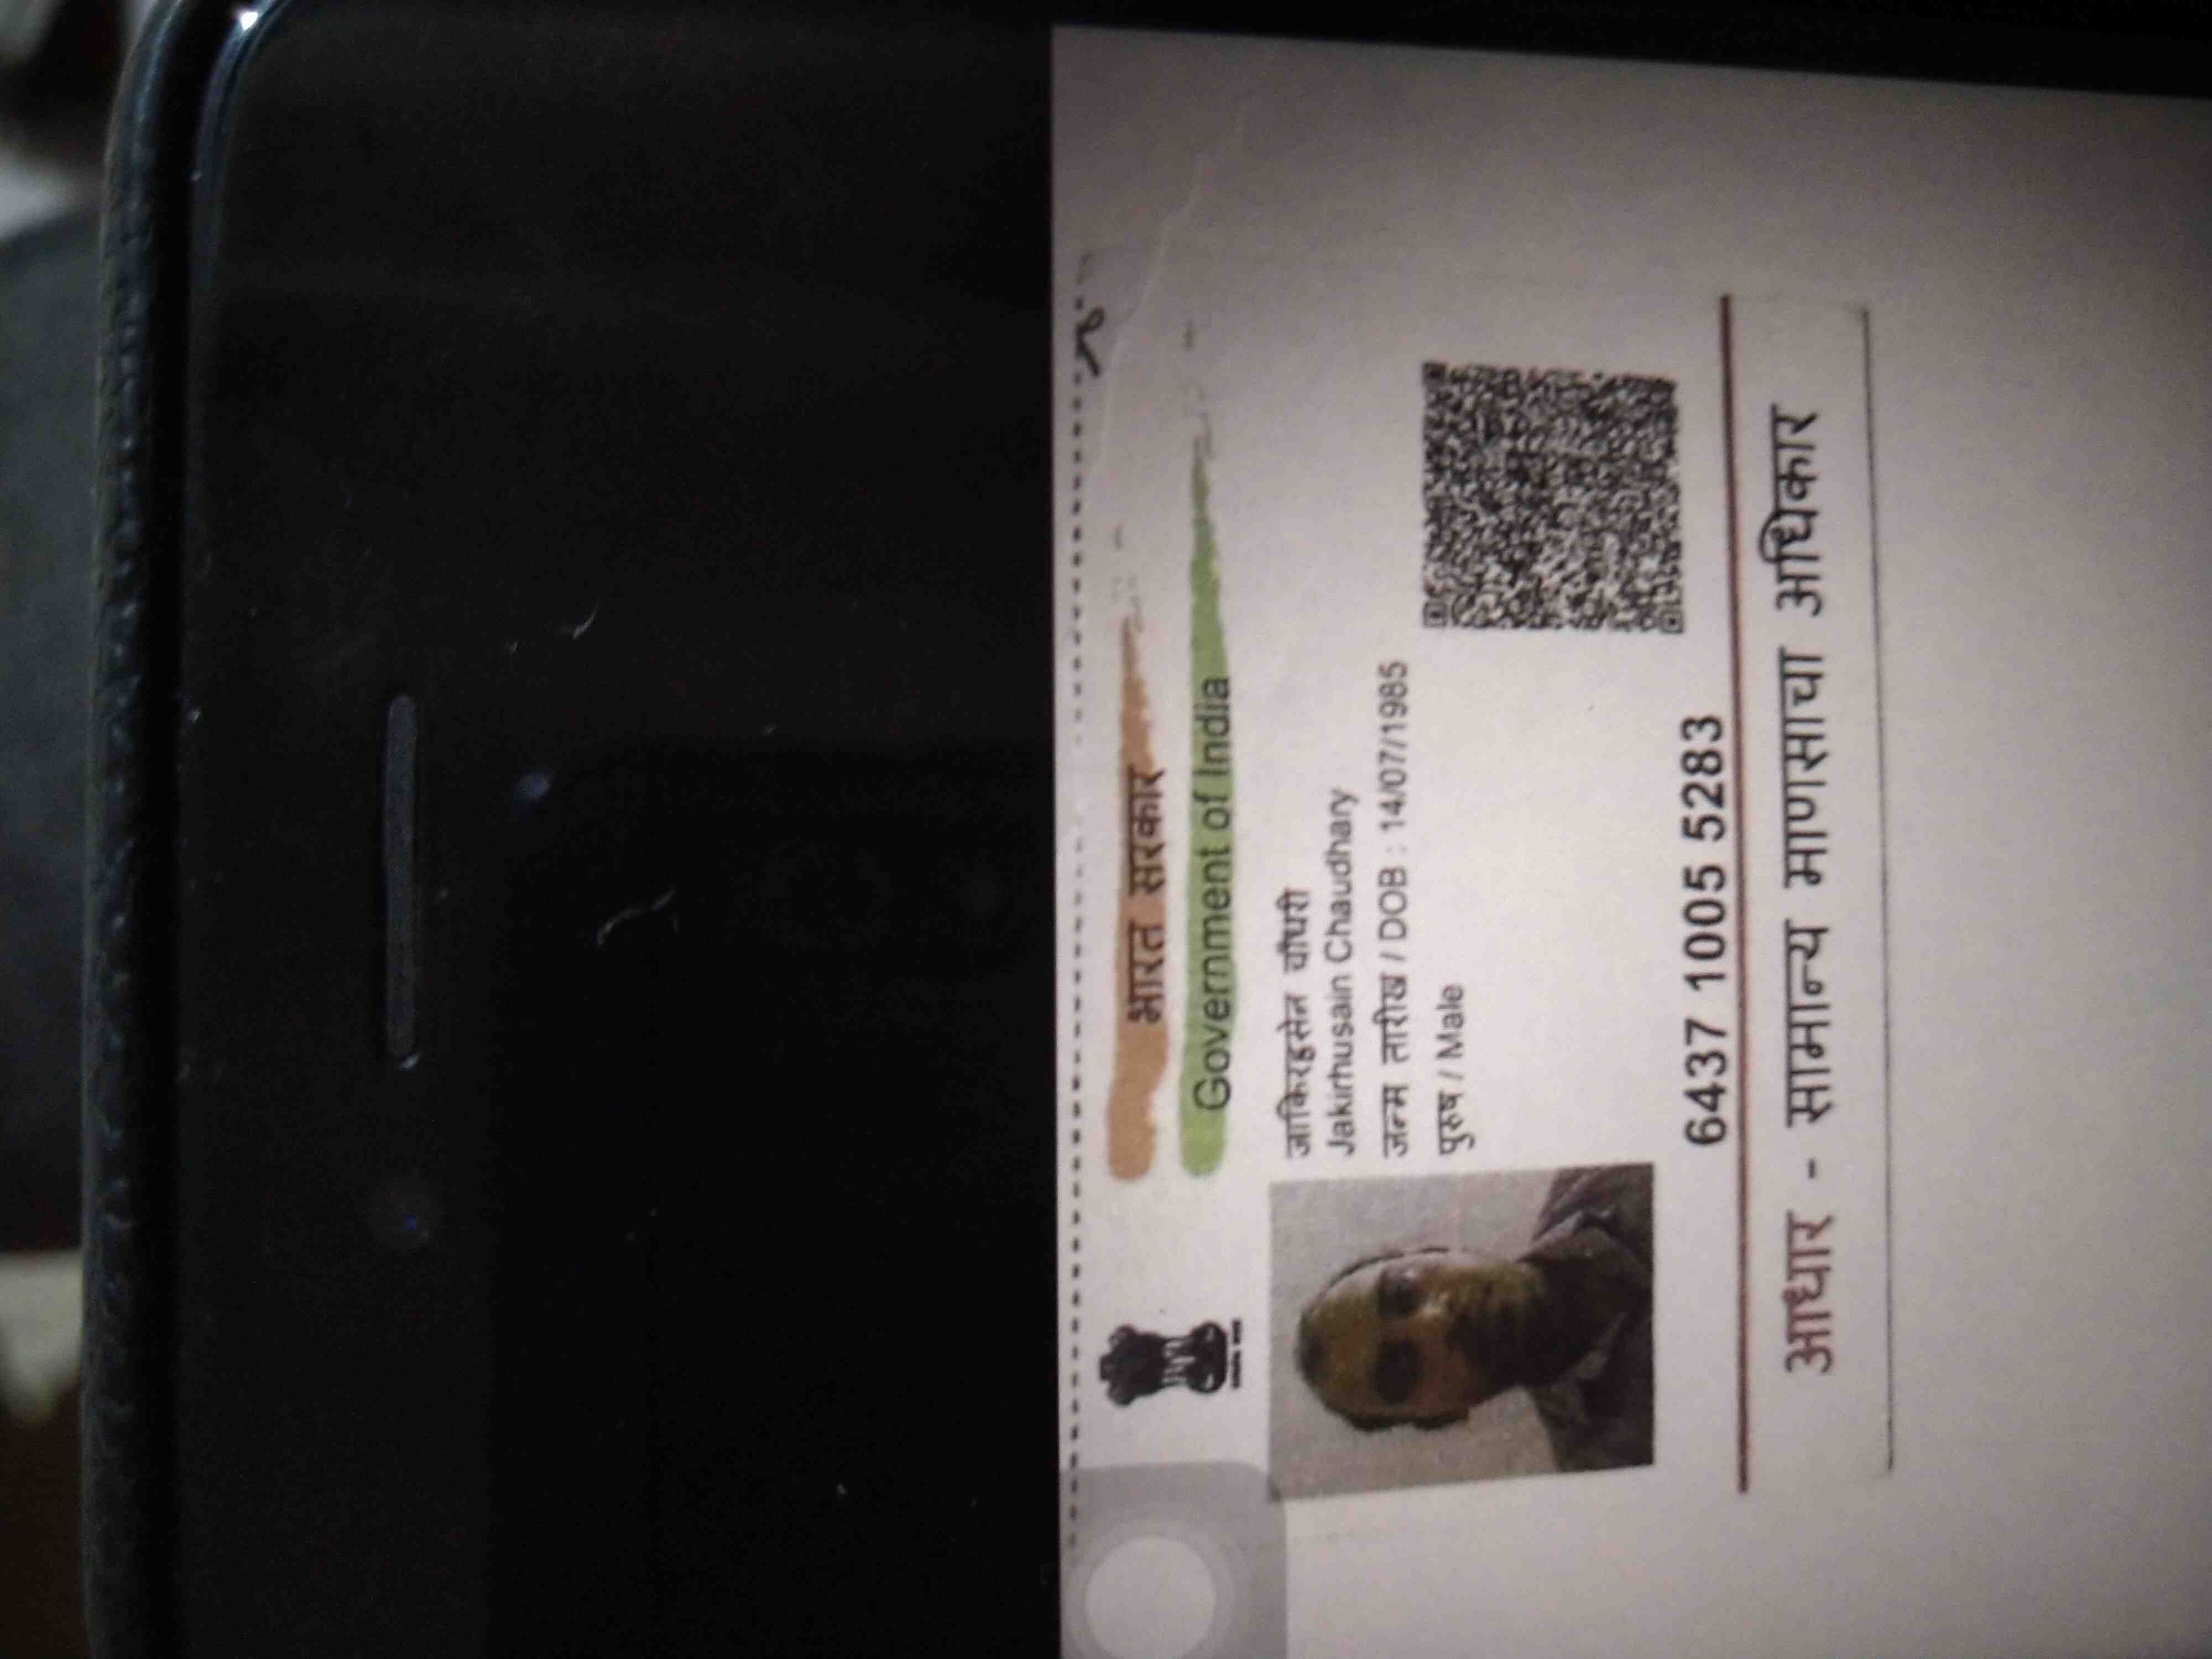 भारत सरकार
Government of India
जाकिरहुसेन चौधरी
Jakirhusain Chaudhary
जन्म तारीख / DOB : 14/07/1985
पुरुष / Male
6437 1005 5283
आधार - सामान्य माणसाचा अधिकार